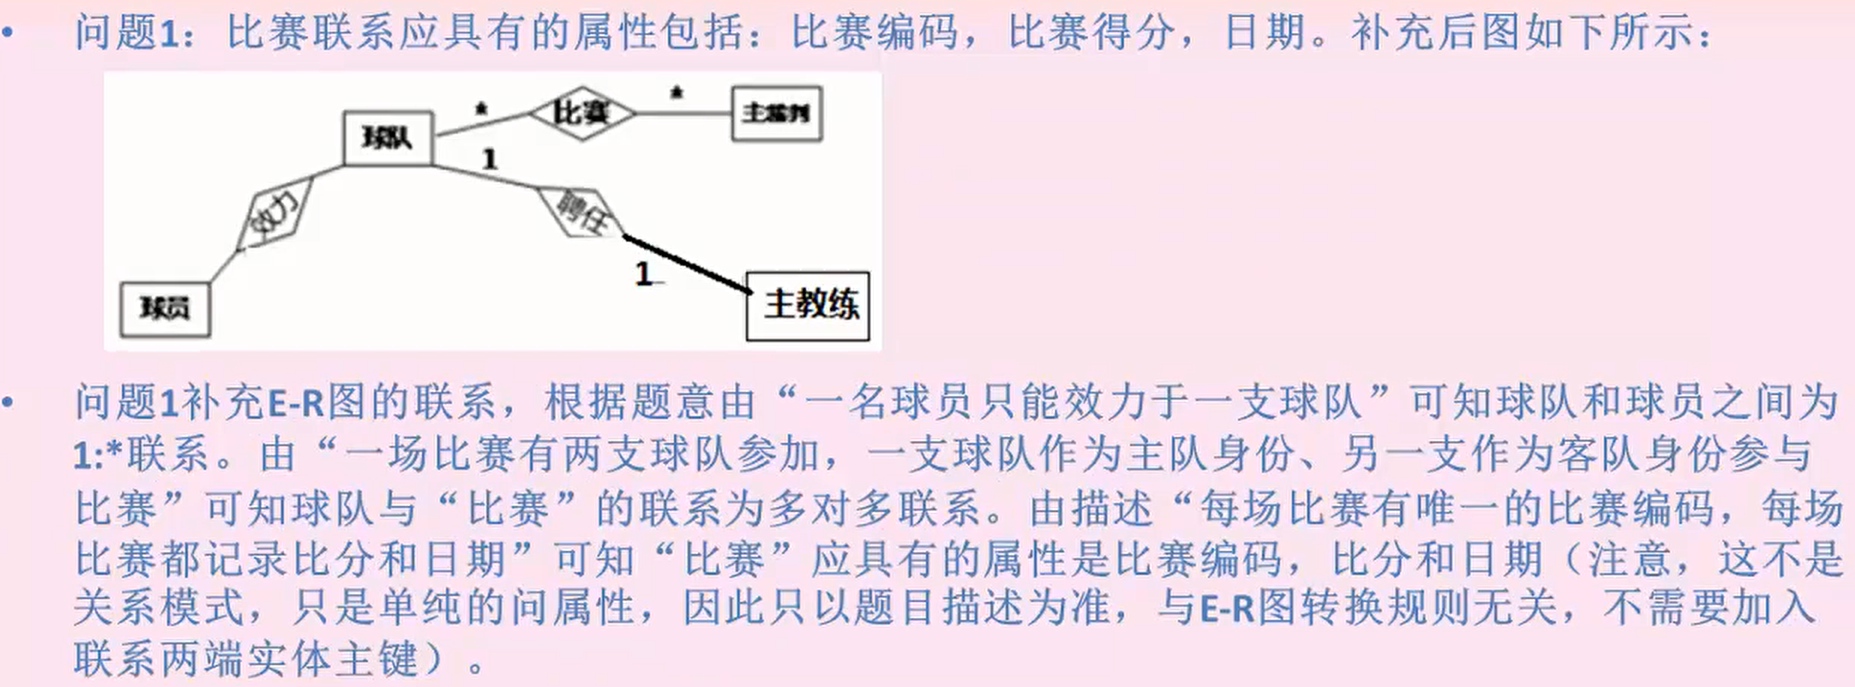 • 问题1：比赛联系应具有的属性包括：比赛编码，比赛得分，日期。补充后图如下所示：
* 比赛 * 主裁判
球队
1
效力 聘任
1
球员 主教练
• 问题1补充E-R图的联系，根据题意由“一名球员只能效力于一支球队”可知球队和球员之间为
1:*联系。由“一场比赛有两支球队参加，一支球队作为主队身份、另一支作为客队身份参与
比赛”可知球队与“比赛”的联系为多对多联系。由描述“每场比赛有唯一的比赛编码，每场
比赛都记录比分和日期”可知“比赛”应具有的属性是比赛编码，比分和日期（注意，这不是
关系模式，只是单纯的问属性，因此只以题目描述为准，与E-R图转换规则无关，不需要加入
联系两端实体主键）。